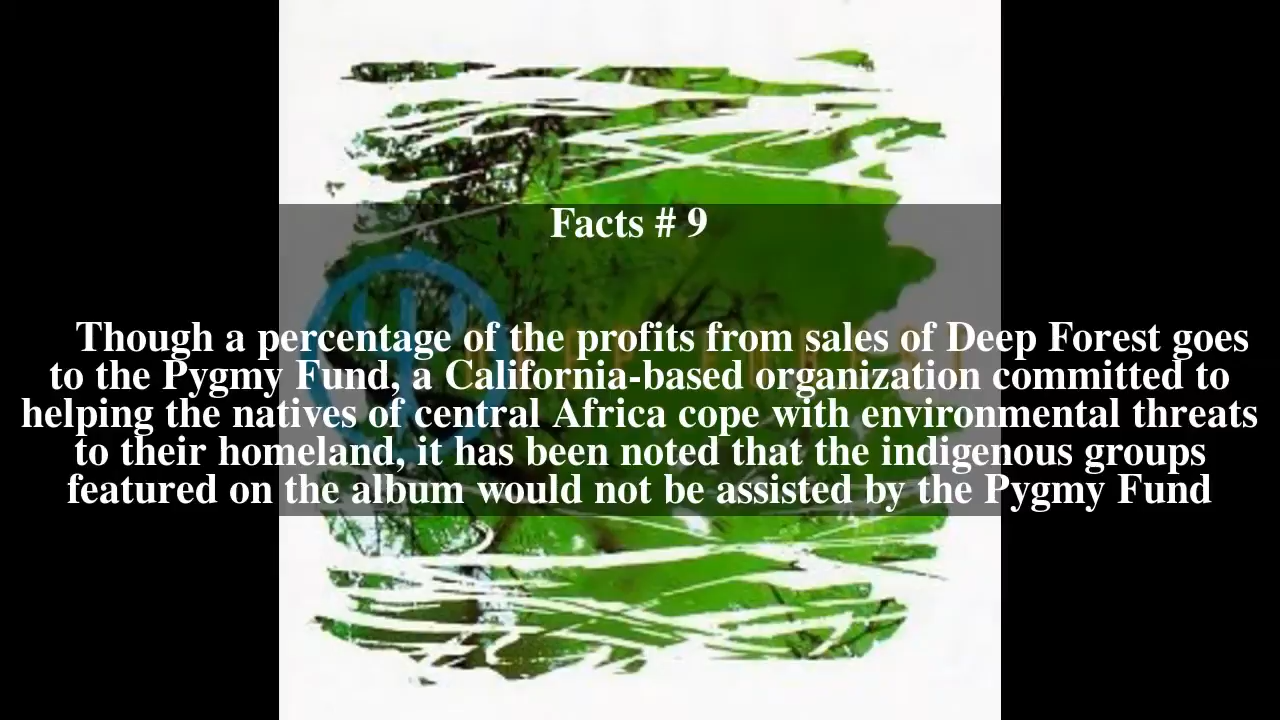 Facts # 9
Though a percentage of the profits from sales of Deep Forest goes
to the Pygmy Fund, a California-based organization committed to
helping the natives of central Africa cope with environmental threats
to their homeland, it has been noted that the indigenous groups
featured on the album would not be assisted by the Pygmy Fund